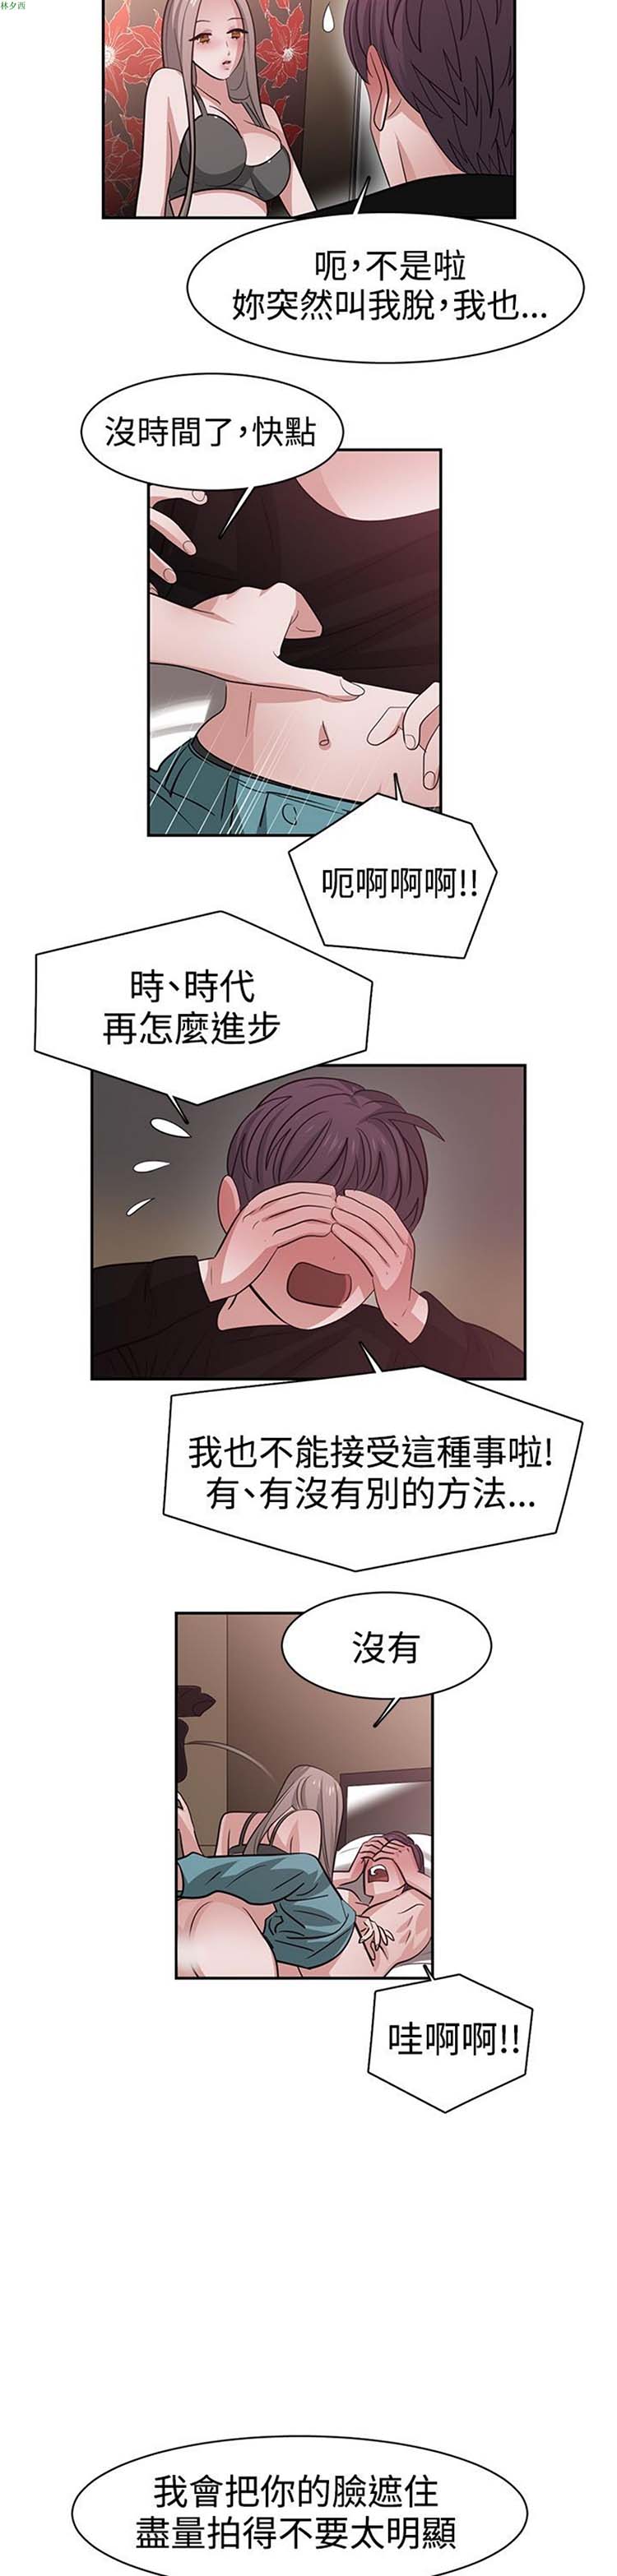 林夕西
呃，不是啦
妳突然叫我脫，我也…
沒時間了，快點
呃啊啊啊!!
時、時代
再怎麼進步
我也不能接受這種事啦!
有、有沒有別的方法…
沒有
哇啊啊!!
我會把你的臉遮住
盡量拍得不要太明顯